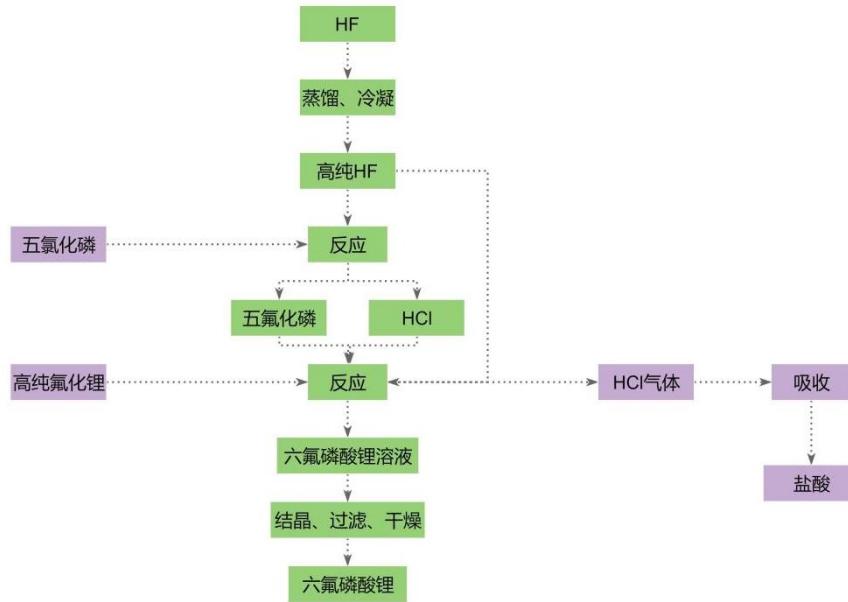 HF
蒸馏、冷凝
高纯HF
五氯化磷
反应
五氟化磷
HCl
高纯氟化锂
反应
HCl气体
吸收
六氟磷酸锂溶液
盐酸
结晶、过滤、干燥
六氟磷酸锂